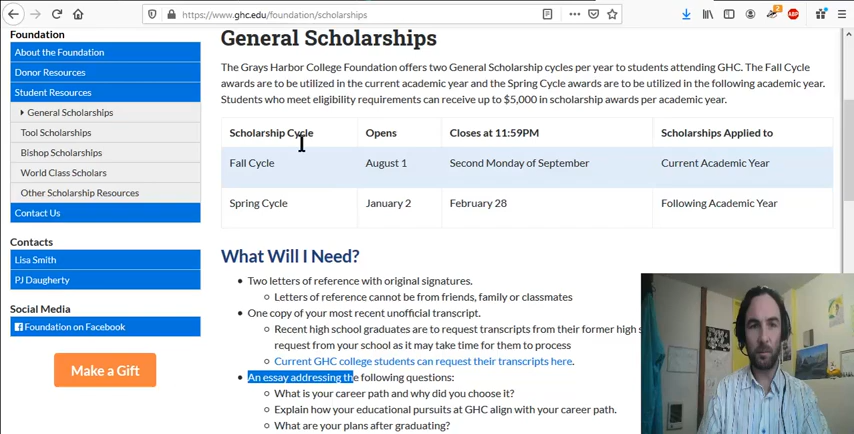 https://www.ghc.edu/foundation/scholarships
2
ABP
Foundation
About the Foundation
Donor Resources
Student Resources
General Scholarships
Tool Scholarships
Bishop Scholarships
World Class Scholars
Other Scholarship Resources
Contact Us
Contacts
Lisa Smith
PJ Daugherty
Social Media
Foundation on Facebook
Make a Gift
General Scholarships
The Grays Harbor College Foundation offers two General Scholarship cycles per year to students attending GHC. The Fall Cycle
awards are to be utilized in the current academic year and the Spring Cycle awards are to be utilized in the following academic year.
Students who meet eligibility requirements can receive up to $5,000 in scholarship awards per academic year.
Scholarship Cycle Opens Closes at 11:59PM Scholarships Applied to
Fall Cycle August 1 Second Monday of September Current Academic Year
Spring Cycle January 2 February 28 Following Academic Year
What Will I Need?
Two letters of reference with original signatures.
Letters of reference cannot be from friends, family or classmates
One copy of your most recent unofficial transcript.
Recent high school graduates are to request transcripts from their former high s
request from your school as it may take time for them to process
Current GHC college students can request their transcripts here.
An essay addressing the following questions:
What is your career path and why did you choose it?
Explain how your educational pursuits at GHC align with your career path.
What are your plans after graduating?